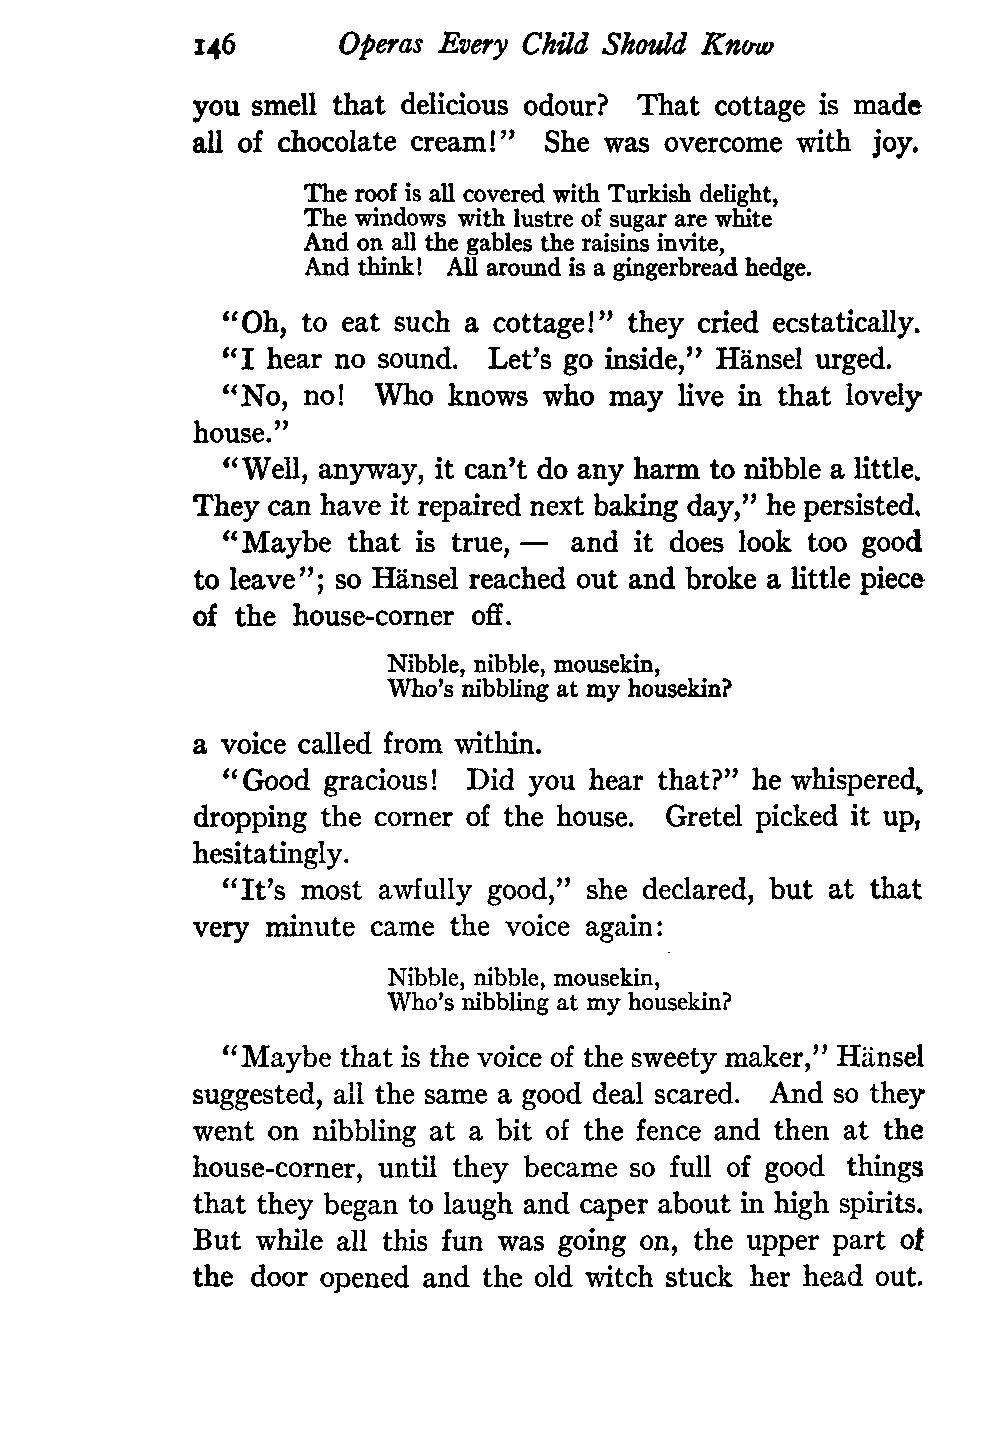 146 Operas Every Child Should Know
you smell that delicious odour? That cottage is made
all of chocolate cream!” She was overcome with joy.
The roof is all covered with Turkish delight,
The windows with lustre of sugar are white
And on all the gables the raisins invite,
And think! All around is a gingerbread hedge.
“Oh, to eat such a cottage!” they cried ecstatically.
“I hear no sound. Let’s go inside,” Hänsel urged.
“No, no! Who knows who may live in that lovely
house.”
“Well, anyway, it can’t do any harm to nibble a little.
They can have it repaired next baking day,” he persisted.
“Maybe that is true, — and it does look too good
to leave”; so Hänsel reached out and broke a little piece
of the house-corner off.
Nibble, nibble, mousekin,
Who’s nibbling at my housekin?
a voice called from within.
“Good gracious! Did you hear that?” he whispered,
dropping the corner of the house. Gretel picked it up,
hesitatingly.
“It’s most awfully good,” she declared, but at that
very minute came the voice again:
Nibble, nibble, mousekin,
Who’s nibbling at my housekin?
“Maybe that is the voice of the sweety maker,” Hänsel
suggested, all the same a good deal scared. And so they
went on nibbling at a bit of the fence and then at the
house-corner, until they became so full of good things
that they began to laugh and caper about in high spirits.
But while all this fun was going on, the upper part of
the door opened and the old witch stuck her head out.